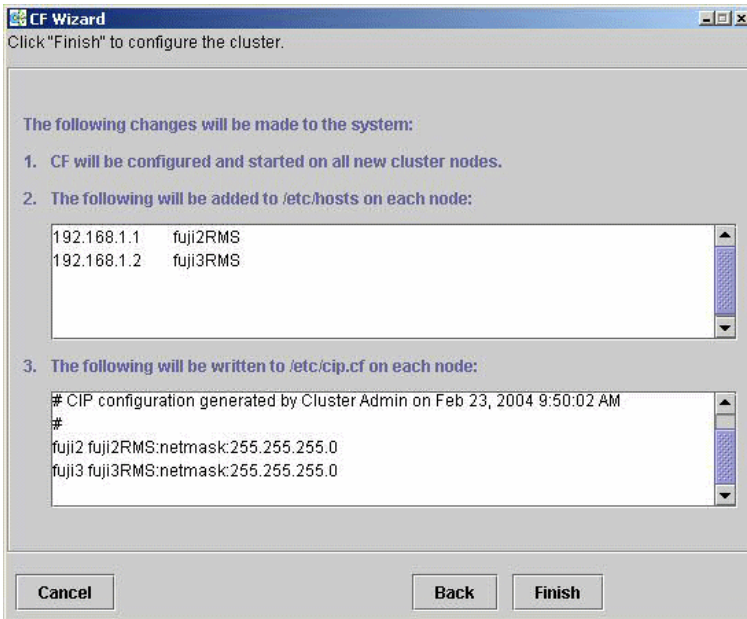 CF Wizard
Click "Finish" to configure the cluster.
The following changes will be made to the system:
1. CF will be configured and started on all new cluster nodes.
2. The following will be added to /etc/hosts on each node:
192.168.1.1 fuji2RMS
192.168.1.2 fuji3RMS
3. The following will be written to /etc/cip.cf on each node:
# CIP configuration generated by Cluster Admin on Feb 23, 2004 9:50:02 AM
#
fuji2 fuji2RMS:netmask:255.255.255.0
fuji3 fuji3RMS:netmask:255.255.255.0
Cancel Back Finish